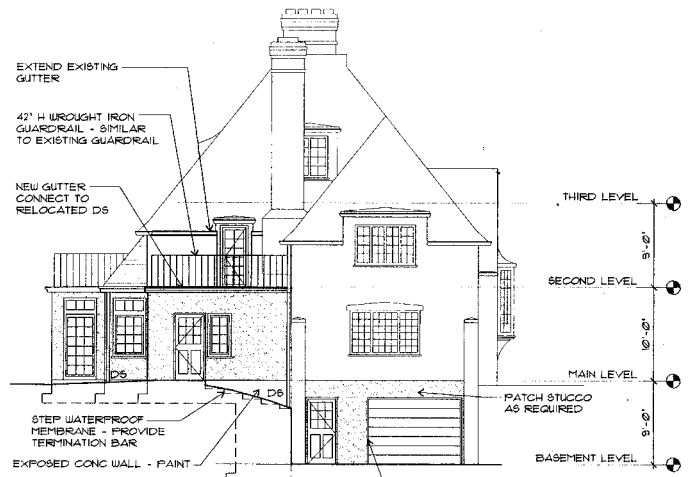 EXTEND EXISTING
GUTTER
42" H WROUGHT IRON
GUARDRAIL - SIMILAR
TO EXISTING GUARDRAIL
NEW GUTTER
CONNECT TO
RELOCATED DS
THIRD LEVEL
9'-0"
SECOND LEVEL
10'-0"
MAIN LEVEL
9'-0"
BASEMENT LEVEL
DS
DS
STEP WATERPROOF
MEMBRANE - PROVIDE
TERMINATION BAR
EXPOSED CONC WALL - PAINT
PATCH STUCCO
AS REQUIRED